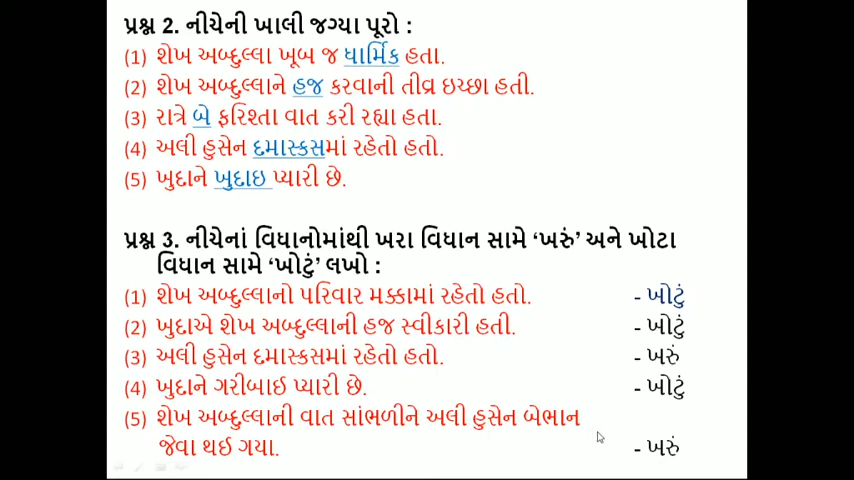 પ્રશ્ન 2. નીચેની ખાલી જગ્યા પૂરો :
(1) શેખ અબ્દુલ્લા ખૂબ જ ધાર્મિક હતા.
(2) શેખ અબ્દુલ્લાને હજ કરવાની તીવ્ર ઇચ્છા હતી.
(3) રાત્રે બે ફરિશ્તા વાત કરી રહ્યા હતા.
(4) અલી હુસેન દમાસ્કસમાં રહેતો હતો.
(5) ખુદાને ખુદાઇ પ્યારી છે.
પ્રશ્ન 3. નીચેનાં વિધાનોમાંથી ખરા વિધાન સામે ‘ખરું’ અને ખોટા
વિધાન સામે ‘ખોટું’ લખો :
(1) શેખ અબ્દુલ્લાનો પરિવાર મક્કામાં રહેતો હતો. - ખોટું
(2) ખુદાએ શેખ અબ્દુલ્લાની હજ સ્વીકારી હતી. - ખોટું
(3) અલી હુસેન દમાસ્કસમાં રહેતો હતો. - ખરું
(4) ખુદાને ગરીબાઈ પ્યારી છે. - ખોટું
(5) શેખ અબ્દુલ્લાની વાત સાંભળીને અલી હુસેન બેભાન
જેવા થઈ ગયા. - ખરું